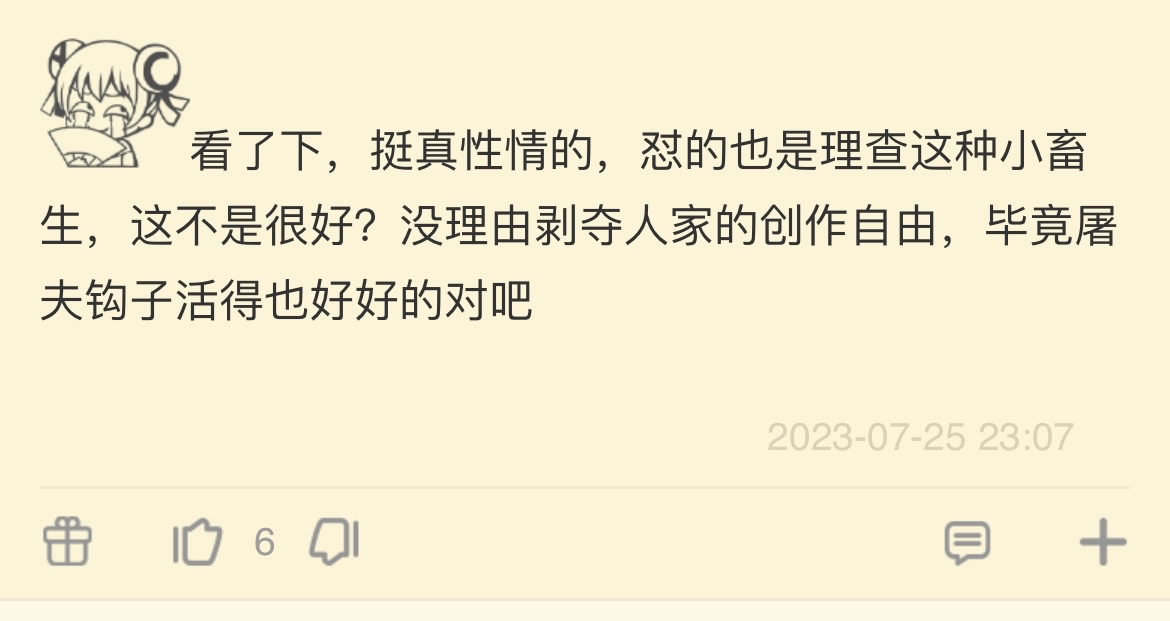 看了下，挺真性情的，怼的也是理查这种小畜
生，这不是很好？没理由剥夺人家的创作自由，毕竟屠
夫钩子活得也好好的对吧
2023-07-25 23:07
6